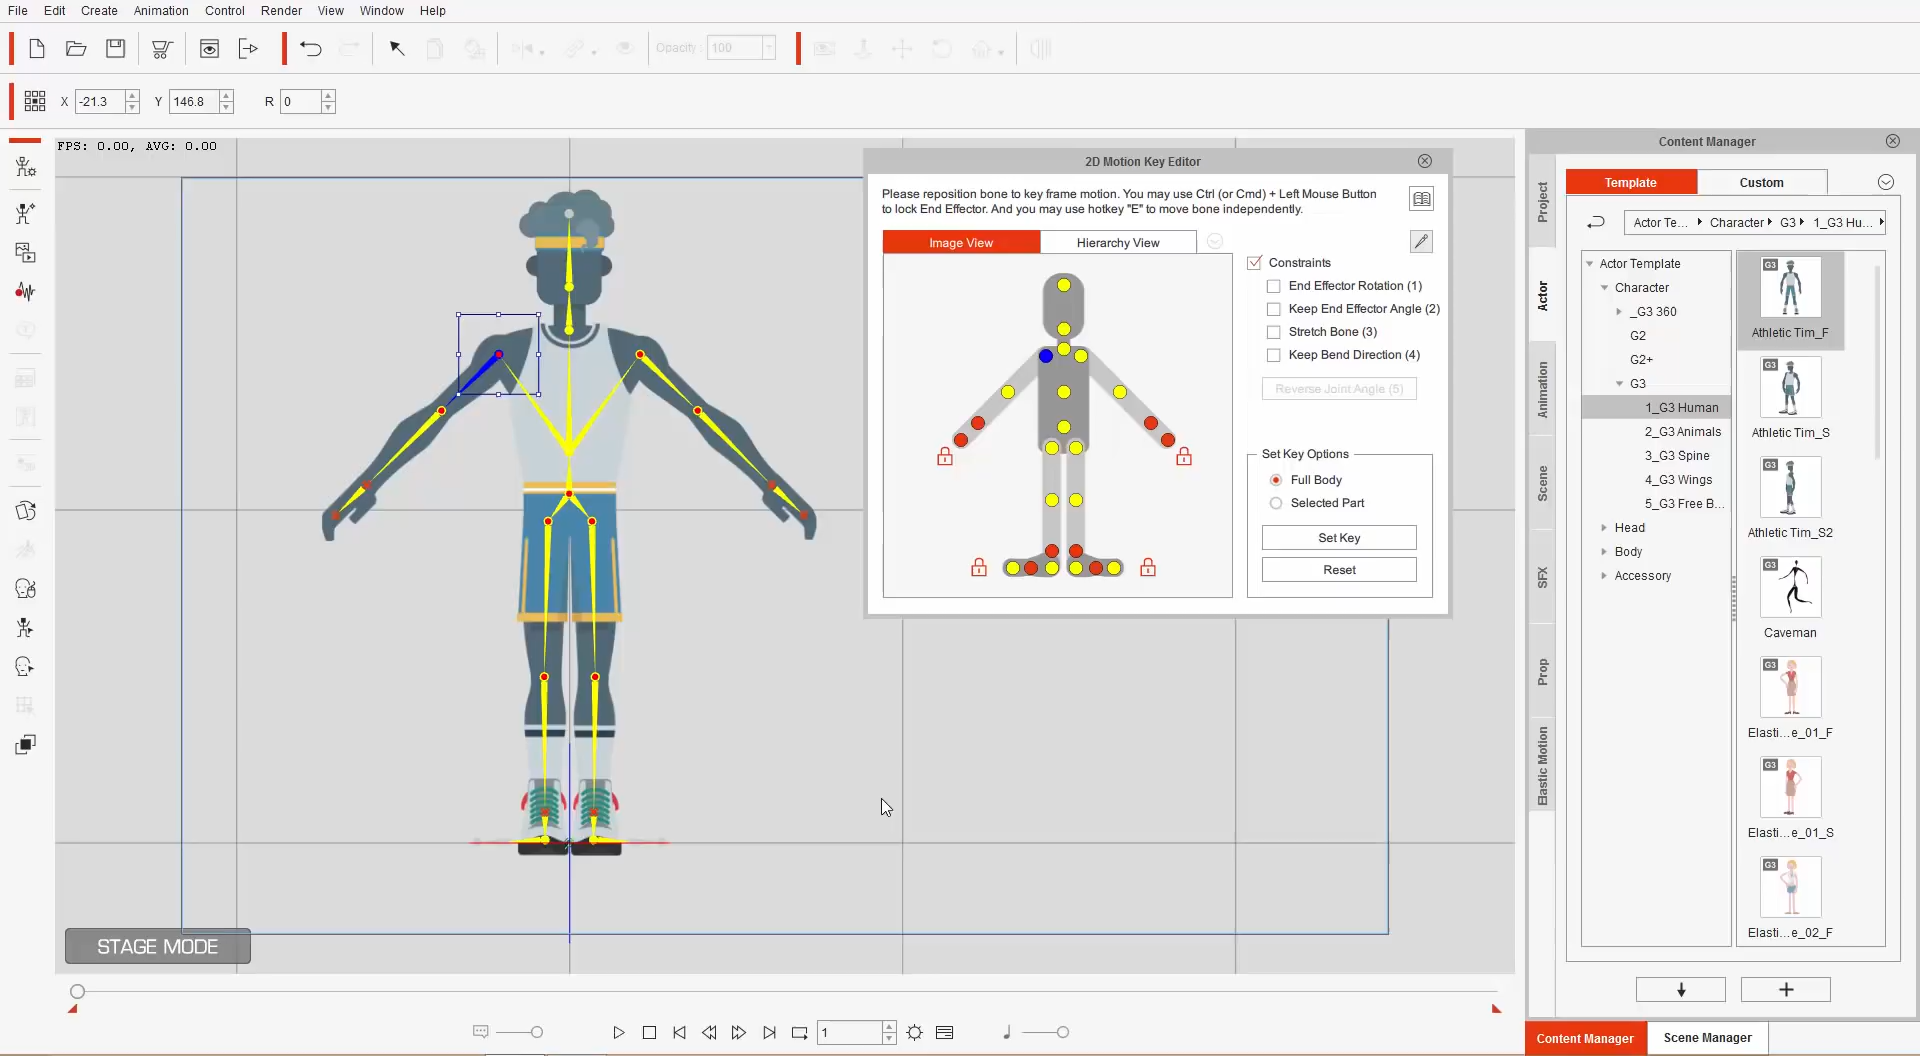 File Edit Create Animation Control Render View Window Help
Opacity : 100
X -21.3 Y 146.8 R 0
FPS: 0.00, AVG: 0.00
STAGE MODE
1
2D Motion Key Editor
Please reposition bone to key frame motion. You may use Ctrl (or Cmd) + Left Mouse Button
to lock End Effector. And you may use hotkey "E" to move bone independently.
Image View Hierarchy View
Constraints
End Effector Rotation (1)
Keep End Effector Angle (2)
Stretch Bone (3)
Keep Bend Direction (4)
Reverse Joint Angle (5)
Set Key Options
Full Body
Selected Part
Set Key
Reset
Content Manager
Project
Actor
Animation
Scene
SFX
Prop
Elastic Motion
Template Custom
Actor Te... Character G3 1_G3 Hu...
Actor Template
Character
_G3 360
G2
G2+
G3
1_G3 Human
2_G3 Animals
3_G3 Spine
4_G3 Wings
5_G3 Free B...
Head
Body
Accessory
G3
Athletic Tim_F
G3
Athletic Tim_S
G3
Athletic Tim_S2
G3
Caveman
G3
Elasti...e_01_F
G3
Elasti...e_01_S
G3
Elasti...e_02_F
Content Manager Scene Manager